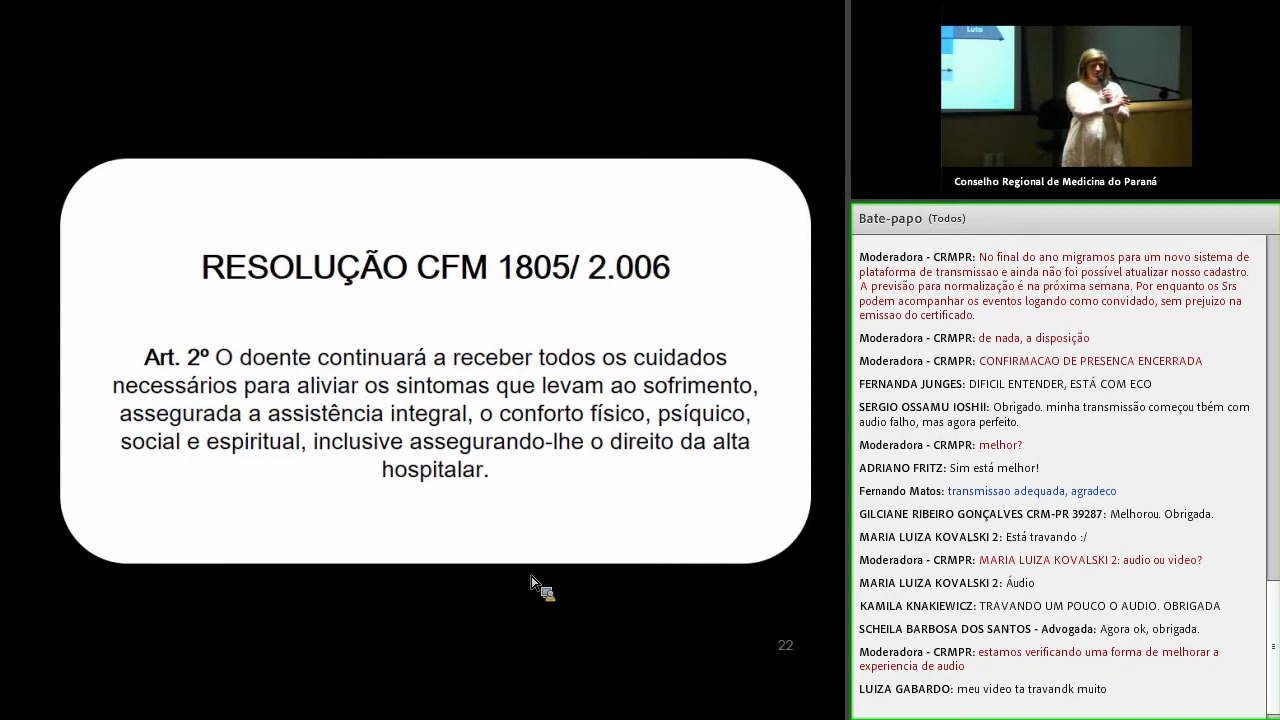 RESOLUÇÃO CFM 1805/ 2.006
Art. 2º O doente continuará a receber todos os cuidados
necessários para aliviar os sintomas que levam ao sofrimento,
assegurada a assistência integral, o conforto físico, psíquico,
social e espiritual, inclusive assegurando-lhe o direito da alta
hospitalar.
22
Luto
Conselho Regional de Medicina do Paraná
Bate-papo (Todos)
Moderadora - CRMPR: No final do ano migramos para um novo sistema de
plataforma de transmissao e ainda não foi possível atualizar nosso cadastro.
A previsão para normalização é na próxima semana. Por enquanto os Srs
podem acompanhar os eventos logando como convidado, sem prejuizo na
emissao do certificado.
Moderadora - CRMPR: de nada, a disposição
Moderadora - CRMPR: CONFIRMACAO DE PRESENCA ENCERRADA
FERNANDA JUNGES: DIFICIL ENTENDER, ESTÁ COM ECO
SERGIO OSSAMU IOSHII: Obrigado. minha transmissão começou tbém com
audio falho, mas agora perfeito.
Moderadora - CRMPR: melhor?
ADRIANO FRITZ: Sim está melhor!
Fernando Matos: transmissao adequada, agradeco
GILCIANE RIBEIRO GONÇALVES CRM-PR 39287: Melhorou. Obrigada.
MARIA LUIZA KOVALSKI 2: Está travando :/
Moderadora - CRMPR: MARIA LUIZA KOVALSKI 2: audio ou video?
MARIA LUIZA KOVALSKI 2: Áudio
KAMILA KNAKIEWICZ: TRAVANDO UM POUCO O AUDIO. OBRIGADA
SCHEILA BARBOSA DOS SANTOS - Advogada: Agora ok, obrigada.
Moderadora - CRMPR: estamos verificando uma forma de melhorar a
experiencia de audio
LUIZA GABARDO: meu video ta travandk muito